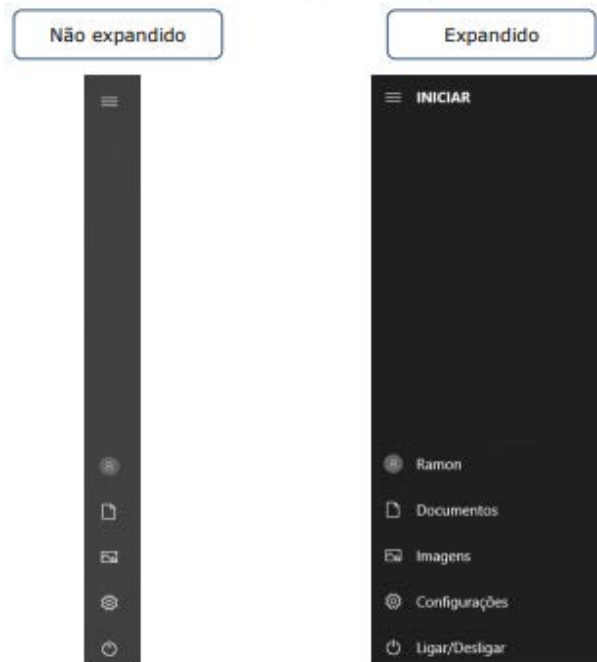 Não expandido
Expandido
INICIAR
Ramon
Documentos
Imagens
Configurações
Ligar/Desligar